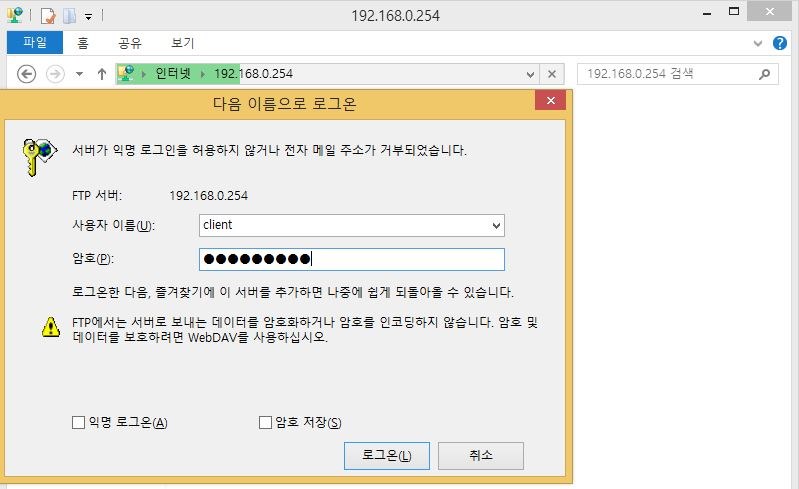 192.168.0.254
파일 홈 공유 보기
인터넷 192.168.0.254 192.168.0.254 검색
다음 이름으로 로그온
서버가 익명 로그인을 허용하지 않거나 전자 메일 주소가 거부되었습니다.
FTP 서버: 192.168.0.254
사용자 이름(U): client
암호(P): ●●●●●●●●●
로그온한 다음, 즐겨찾기에 이 서버를 추가하면 나중에 쉽게 되돌아올 수 있습니다.
FTP에서는 서버로 보내는 데이터를 암호화하거나 암호를 인코딩하지 않습니다. 암호 및
데이터를 보호하려면 WebDAV를 사용하십시오.
익명 로그온(A) 암호 저장(S)
로그온(L) 취소